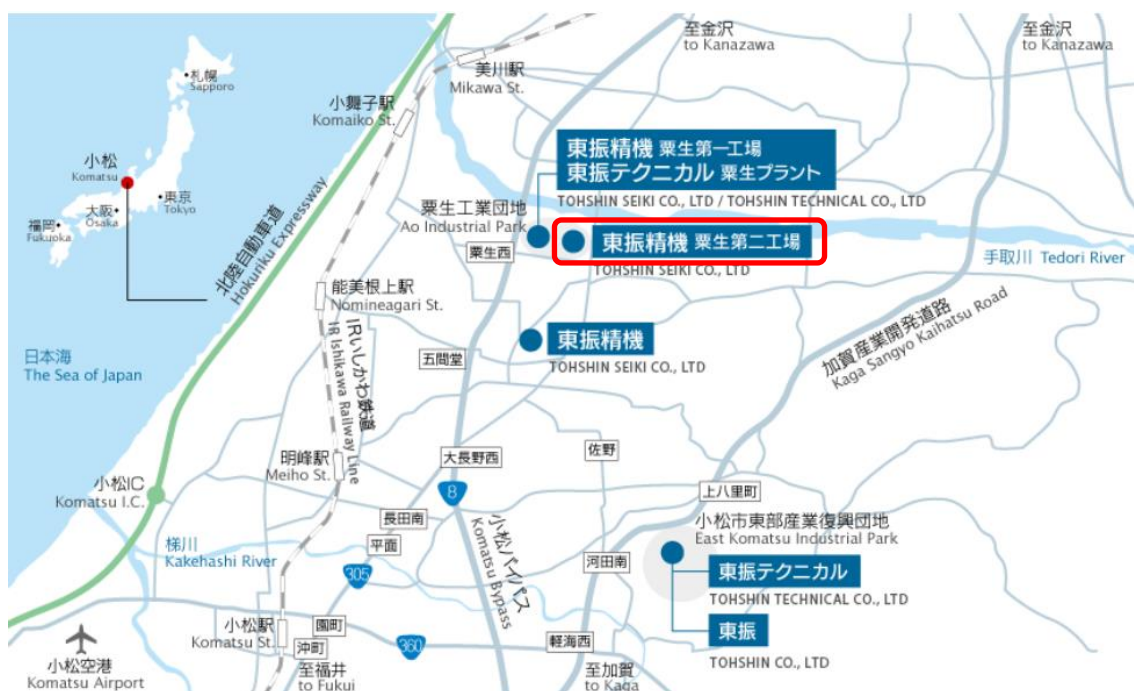 至金沢
to Kanazawa
至金沢
to Kanazawa
美川駅
Mikawa St.
札幌
Sapporo
小舞子駅
Komaiko St.
小松
Komatsu
東京
Tokyo
大阪
Osaka
福岡
Fukuoka
北陸自動車道
Hokuriku Expressway
東振精機 粟生第一工場
東振テクニカル 粟生プラント
TOHSHIN SEIKI CO., LTD / TOHSHIN TECHNICAL CO., LTD
粟生工業団地
Ao Industrial Park
粟生西
東振精機 粟生第二工場
TOHSHIN SEIKI CO., LTD
手取川 Tedori River
能美根上駅
Nomineagari St.
IRいしかわ鉄道
IR Ishikawa Railway Line
東振精機
TOHSHIN SEIKI CO., LTD
五間堂
加賀産業開発道路
Kaga Sangyo Kaihatsu Road
日本海
The Sea of Japan
明峰駅
Meiho St.
大長野西
佐野
小松IC
Komatsu I.C.
8
上八里町
長田南
小松バイパス
Komatsu Bypass
小松市東部産業復興団地
East Komatsu Industrial Park
梯川
Kakehashi River
平面
305
河田南
東振テクニカル
TOHSHIN TECHNICAL CO., LTD
小松駅
Komatsu St.
園町
沖町
360
軽海西
東振
TOHSHIN CO., LTD
小松空港
Komatsu Airport
至福井
to Fukui
至加賀
to Kaga